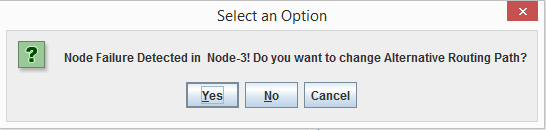 Select an Option
Node Failure Detected in Node-3! Do you want to change Alternative Routing Path?
Yes No Cancel